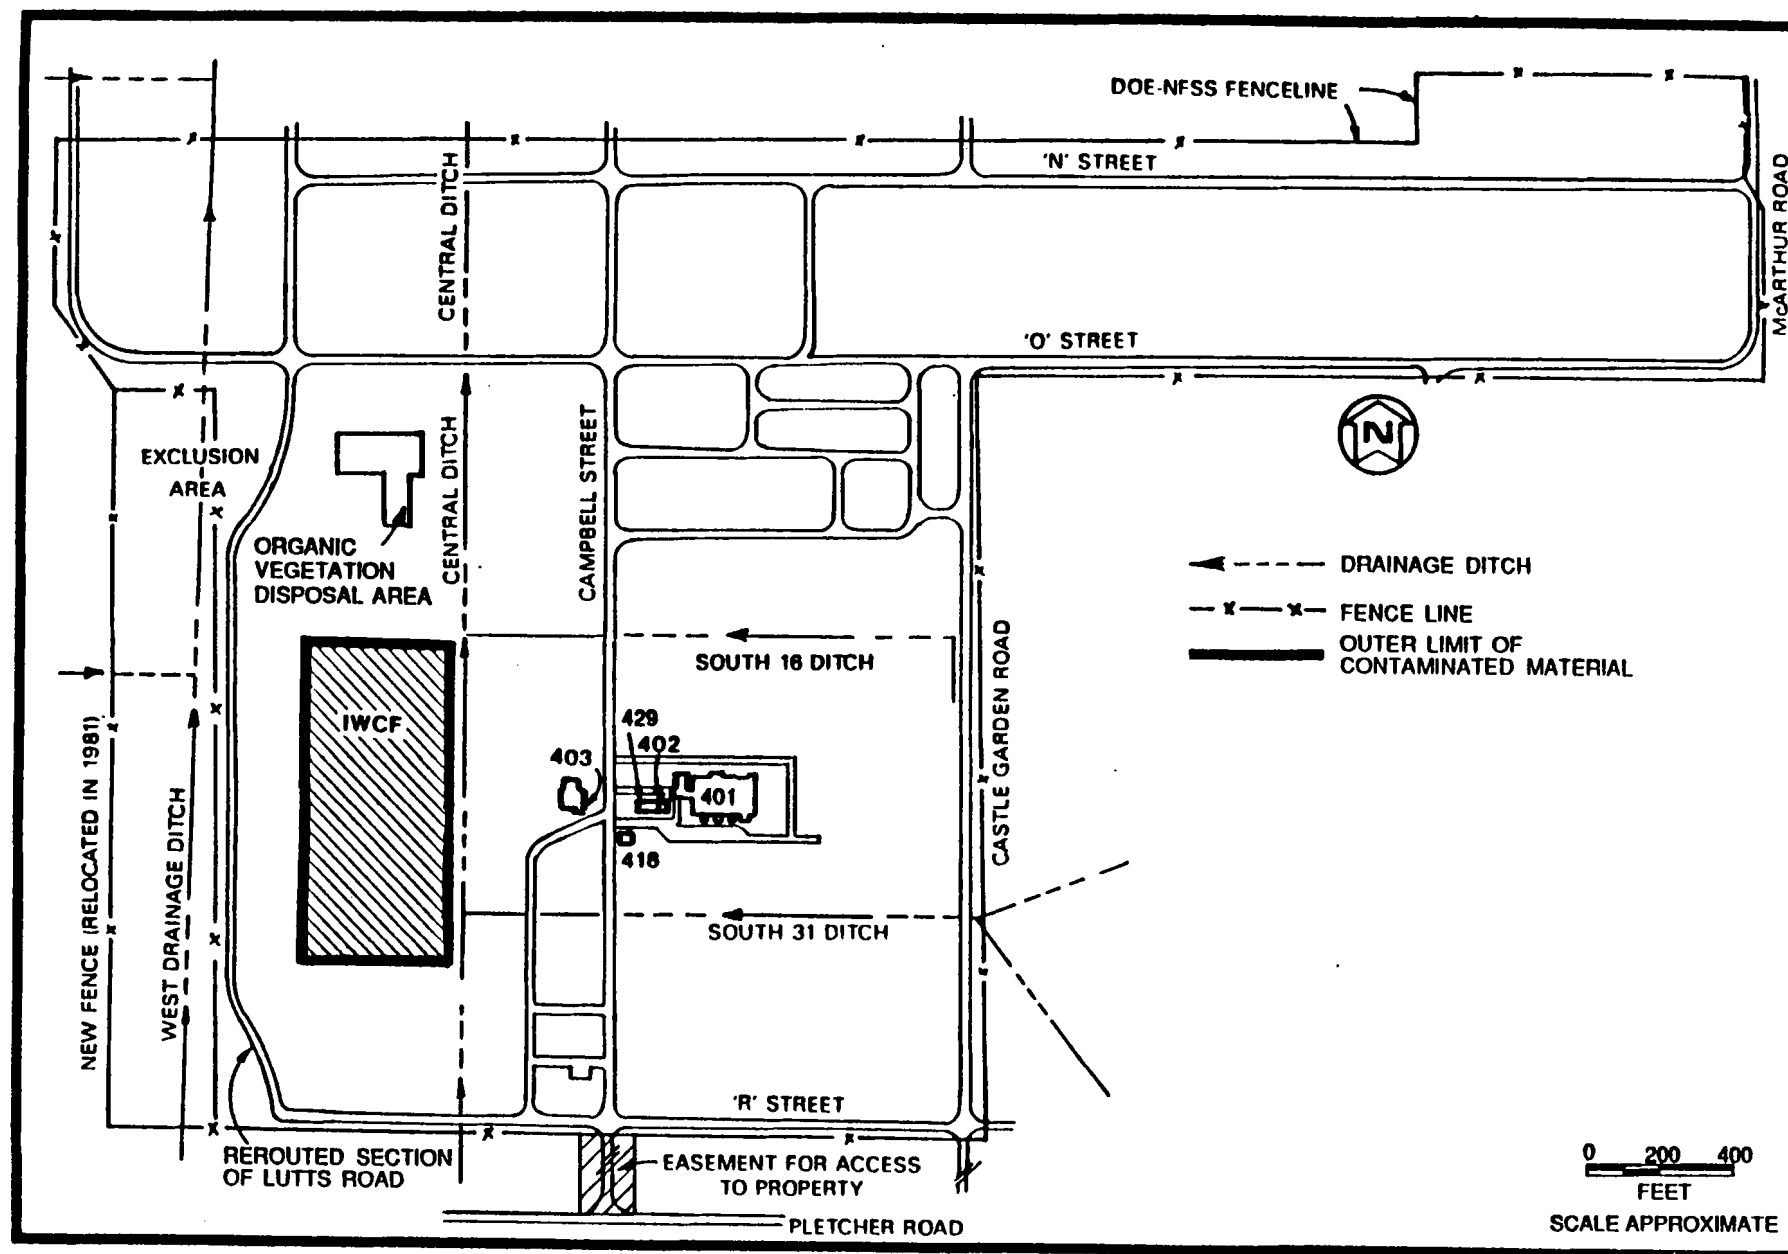 DOE-NFSS FENCELINE
'N' STREET
McARTHUR ROAD
CENTRAL DITCH
'O' STREET
N
EXCLUSION
AREA
ORGANIC
VEGETATION
DISPOSAL AREA
CENTRAL DITCH
CAMPBELL STREET
DRAINAGE DITCH
FENCE LINE
OUTER LIMIT OF
CONTAMINATED MATERIAL
SOUTH 16 DITCH
CASTLE GARDEN ROAD
IWCF
429
402
403
401
418
NEW FENCE (RELOCATED IN 1981)
WEST DRAINAGE DITCH
SOUTH 31 DITCH
'R' STREET
REROUTED SECTION
OF LUTTS ROAD
EASEMENT FOR ACCESS
TO PROPERTY
PLETCHER ROAD
0 200 400
FEET
SCALE APPROXIMATE